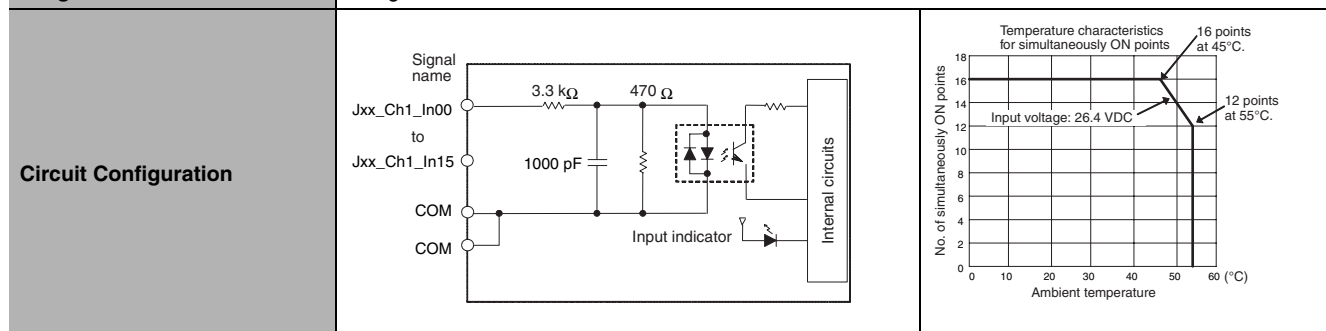 Circuit Configuration
Signal
name
Jxx_Ch1_In00
to
Jxx_Ch1_In15
COM
COM
3.3 kΩ
470 Ω
1000 pF
Input indicator
Internal circuits
Temperature characteristics
for simultaneously ON points
16 points
at 45°C.
12 points
at 55°C.
Input voltage: 26.4 VDC
No. of simultaneously ON points
18
16
14
12
10
8
6
4
2
0
0 10 20 30 40 50 60 (°C)
Ambient temperature